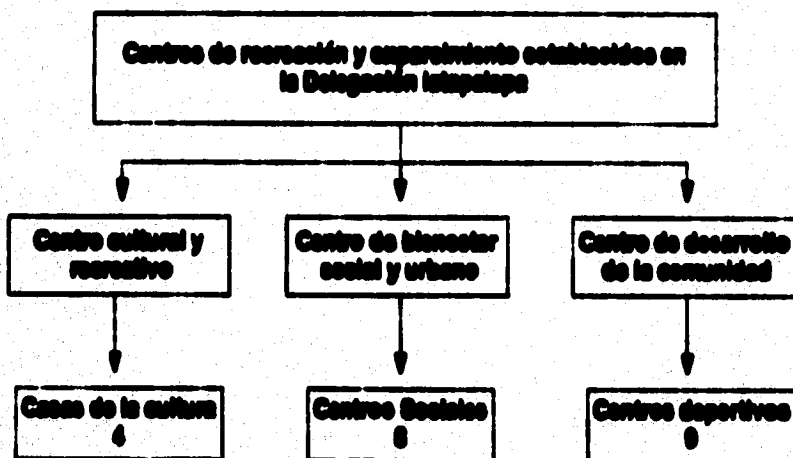 Centros de recreación y esparcimiento establecidos en
la Delegación Iztapalapa
Centro cultural y
recreativo
Centro de bienestar
social y urbano
Centro de desarrollo
de la comunidad
Casas de la cultura
4
Centros Sociales
Centros deportivos